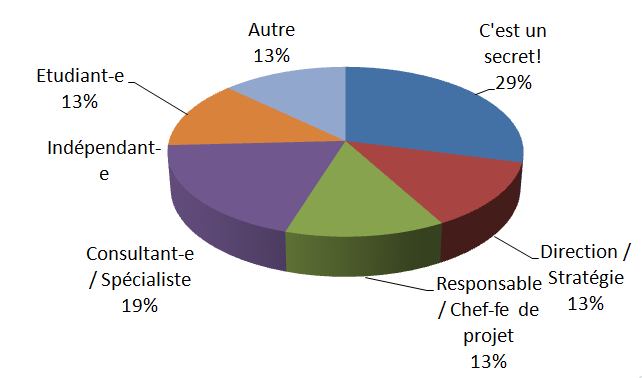 Autre
13%
C'est un
secret!
29%
Etudiant-e
13%
Indépendant-
e
Consultant-e
/ Spécialiste
19%
Responsable
/ Chef-fe de
projet
13%
Direction /
Stratégie
13%